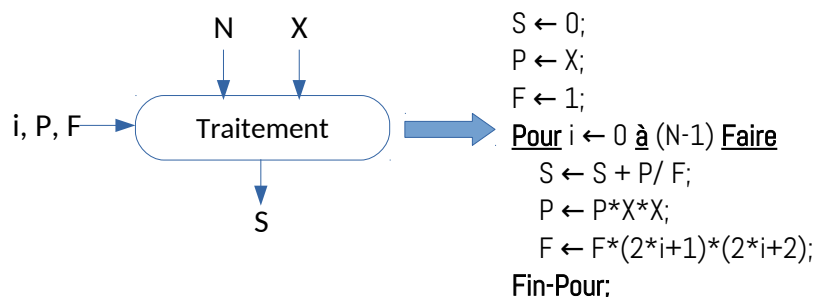 N X
i, P, F
Traitement
S
S ← 0;
P ← X;
F ← 1;
Pour i ← 0 à (N-1) Faire
S ← S + P/ F;
P ← P*X*X;
F ← F*(2*i+1)*(2*i+2);
Fin-Pour;